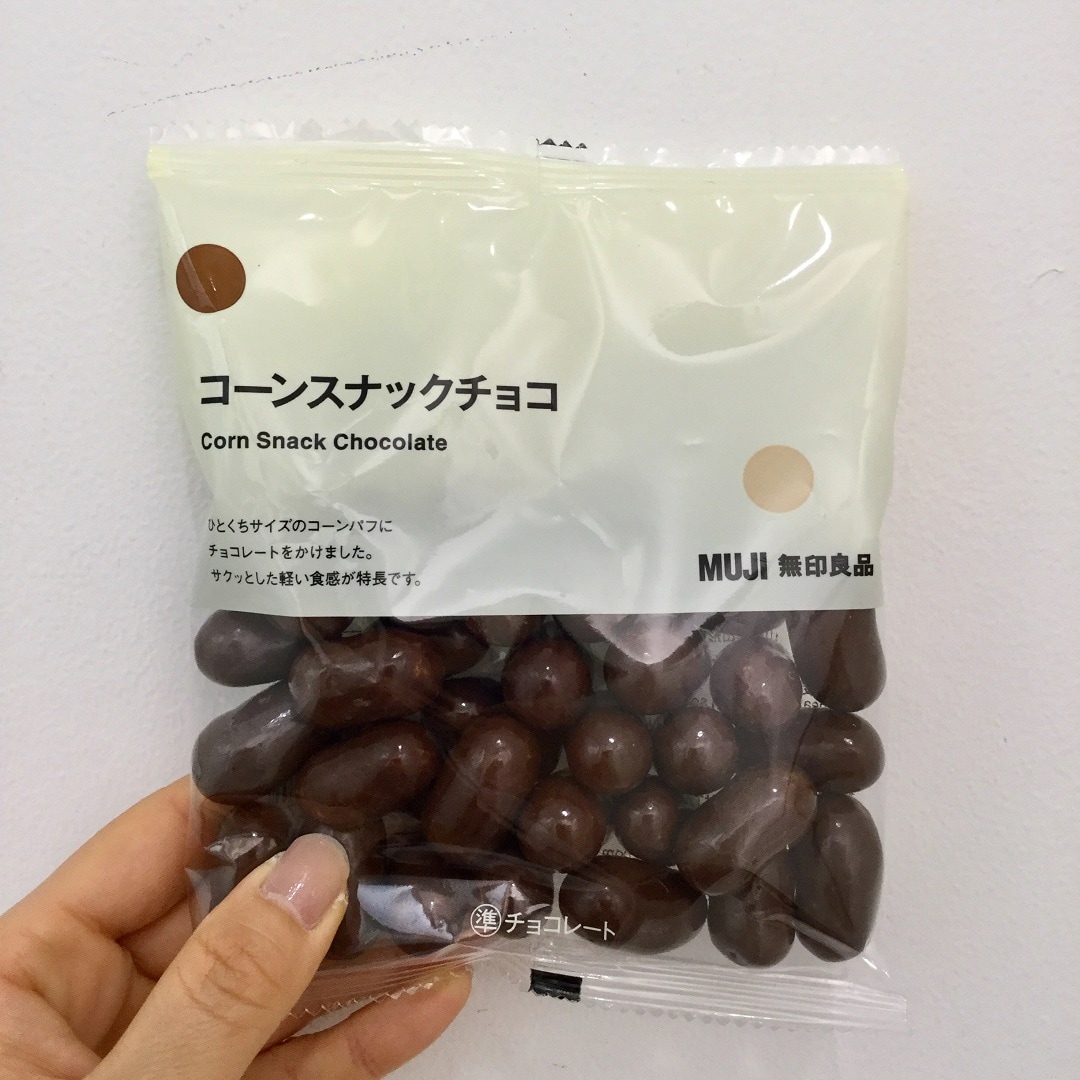 コーンスナックチョコ
Corn Snack Chocolate
ひとくちサイズのコーンパフに
チョコレートをかけました。
サクッとした軽い食感が特長です。
MUJI 無印良品
準チョコレート